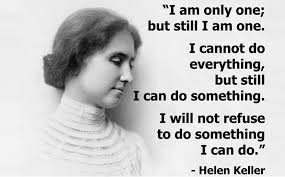 “I am only one;
but still I am one.
I cannot do
everything,
but still
I can do something.
I will not refuse
to do something
I can do.”
- Helen Keller